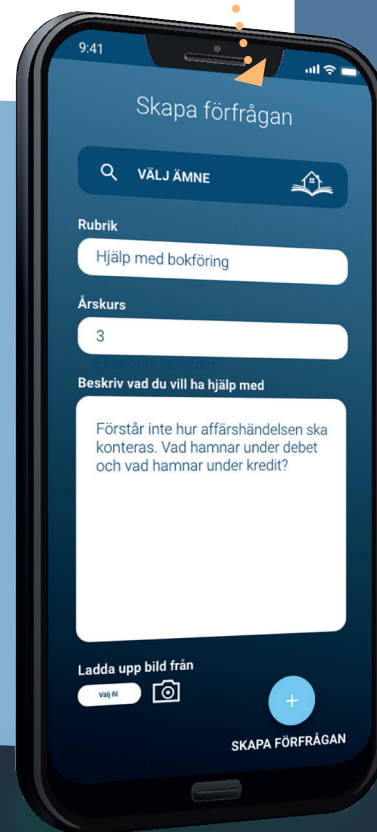 9:41
Skapa förfrågan
VÄLJ ÄMNE
Rubrik
Hjälp med bokföring
Årskurs
3
Ekonomi kandidat
Beskriv vad du vill ha hjälp med
Förstår inte hur affärshändelsen ska
konteras. Vad hamnar under debet
och vad hamnar under kredit?
Ladda upp bild från
Välj fil
SKAPA FÖRFRÅGAN